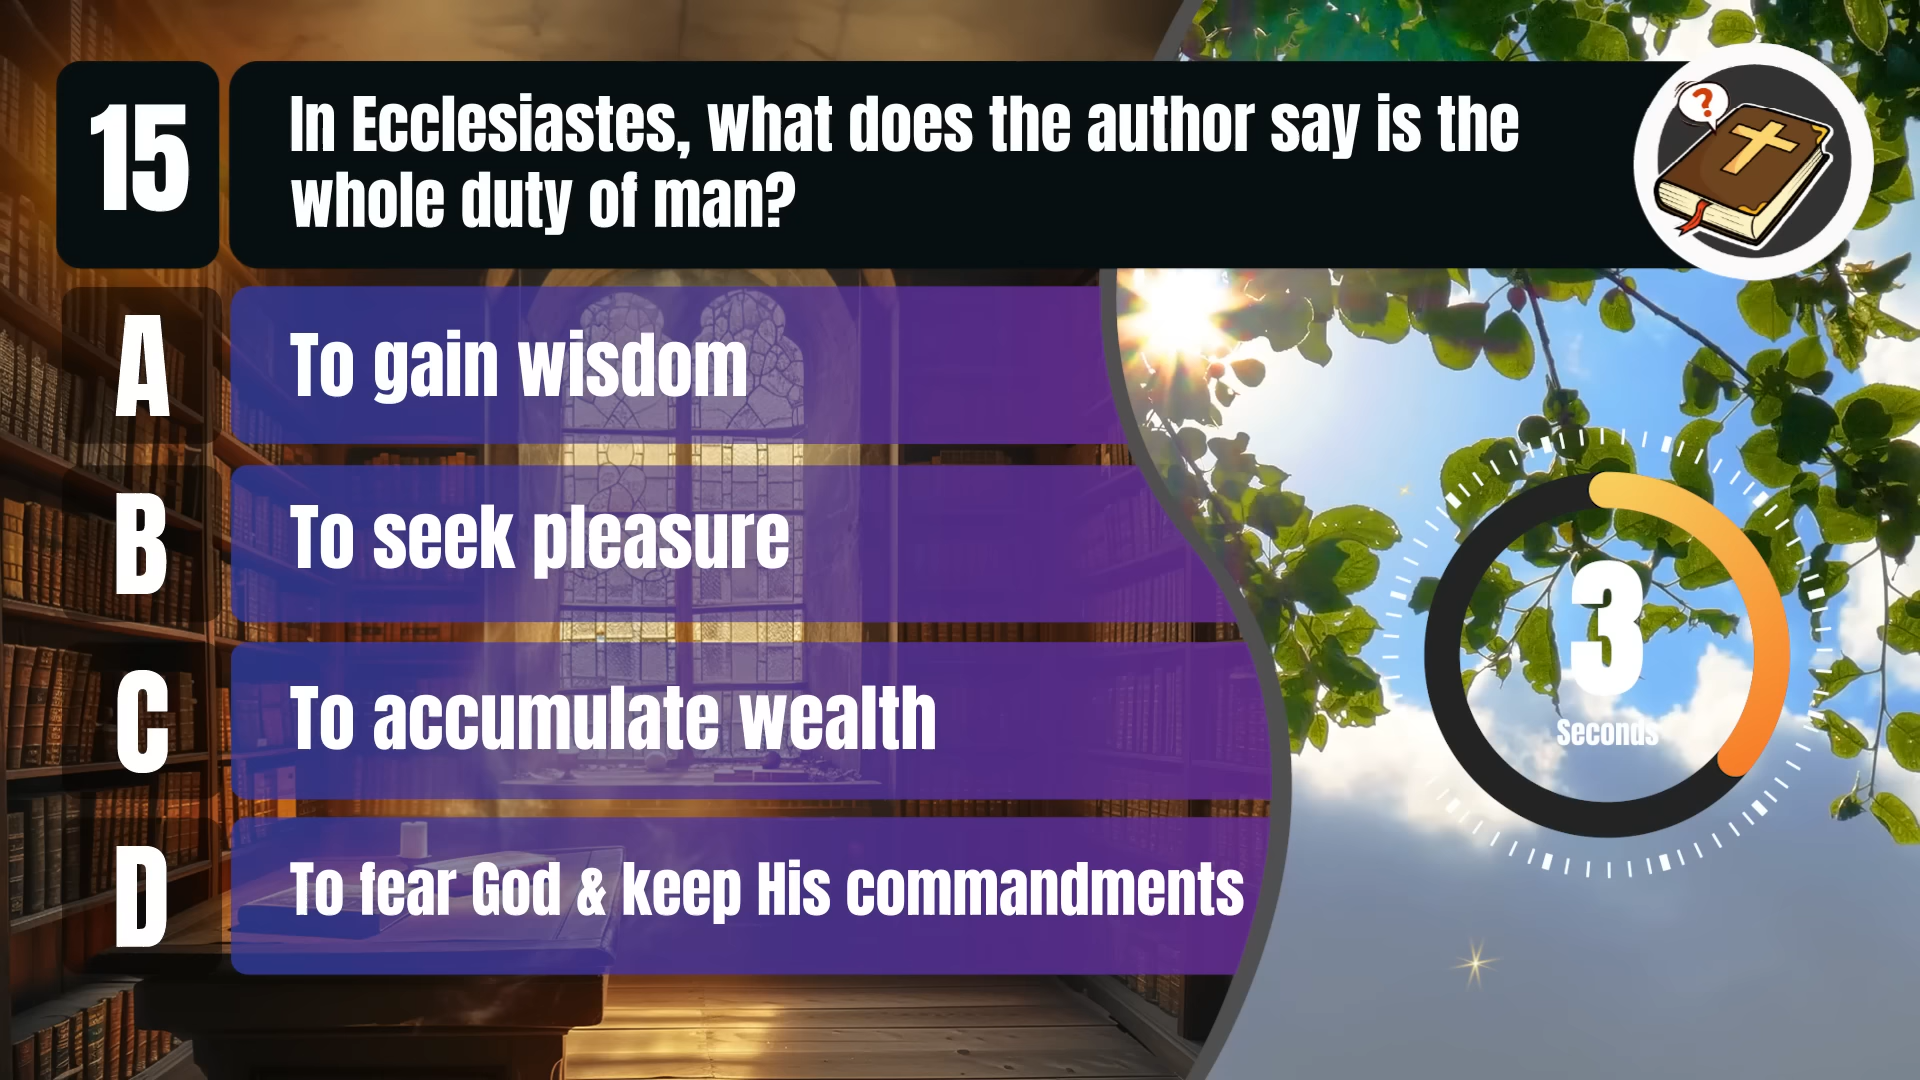 15
In Ecclesiastes, what does the author say is the
whole duty of man?
?
A
To gain wisdom
B
To seek pleasure
C
To accumulate wealth
D
To fear God & keep His commandments
3
Seconds